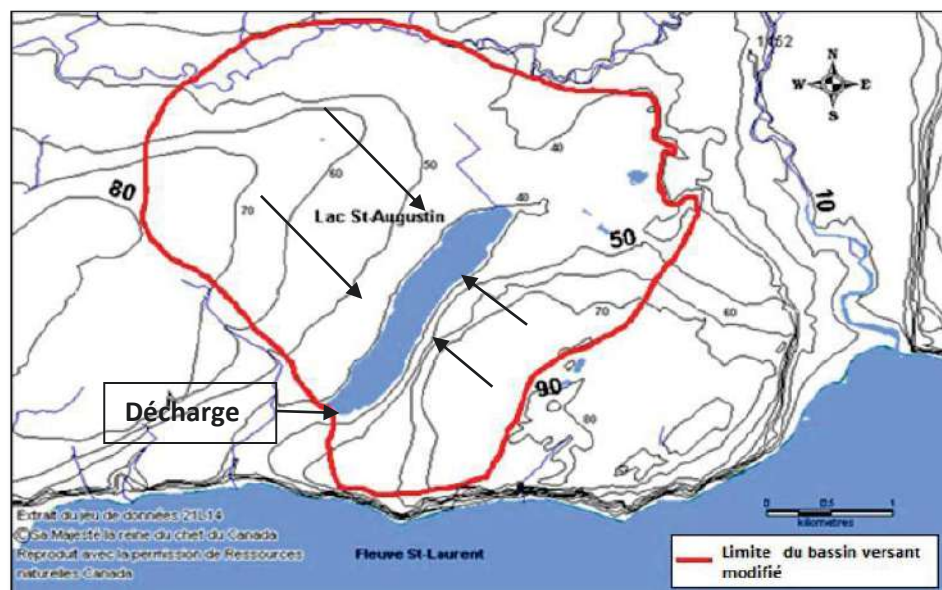 1152
N
W E
S
80
50
60
70
40
40
Lac St-Augustin
50
10
60
70
90
80
Décharge
0 0.5 1
kilomètres
Extrait du jeu de données 21L14
© Sa Majesté la reine du chef du Canada
Reproduit avec la permission de Ressources
naturelles Canada
Fleuve St-Laurent
Limite du bassin versant
modifié